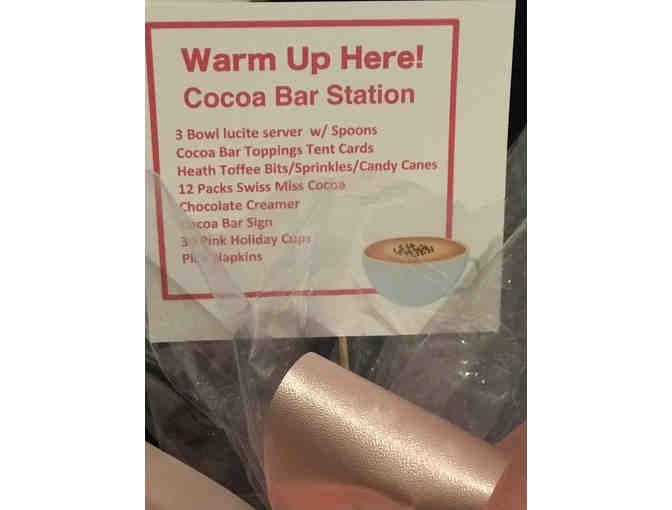 Warm Up Here!
Cocoa Bar Station
3 Bowl lucite server w/ Spoons
Cocoa Bar Toppings Tent Cards
Heath Toffee Bits/Sprinkles/Candy Canes
12 Packs Swiss Miss Cocoa
Chocolate Creamer
Cocoa Bar Sign
Pink Holiday Cups
Napkins